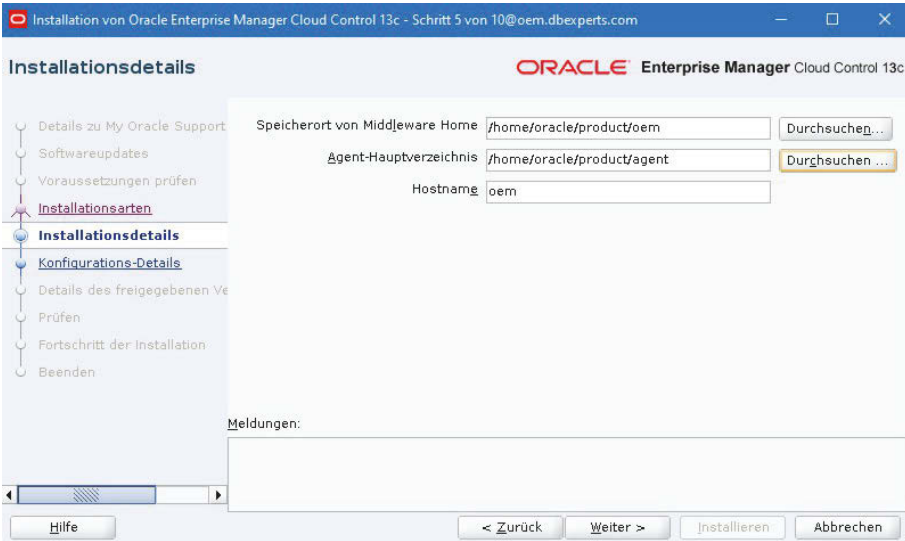 Installation von Oracle Enterprise Manager Cloud Control 13c - Schritt 5 von 10@oem.dbexperts.com
Installationsdetails
ORACLE Enterprise Manager Cloud Control 13c
Details zu My Oracle Support
Softwareupdates
Voraussetzungen prüfen
Installationsarten
Installationsdetails
Konfigurations-Details
Details des freigegebenen Ve
Prüfen
Fortschritt der Installation
Beenden
Speicherort von Middleware Home /home/oracle/product/oem Durchsuchen...
Agent-Hauptverzeichnis /home/oracle/product/agent Durchsuchen ...
Hostname oem
Meldungen:
Hilfe < Zurück Weiter > Installieren Abbrechen